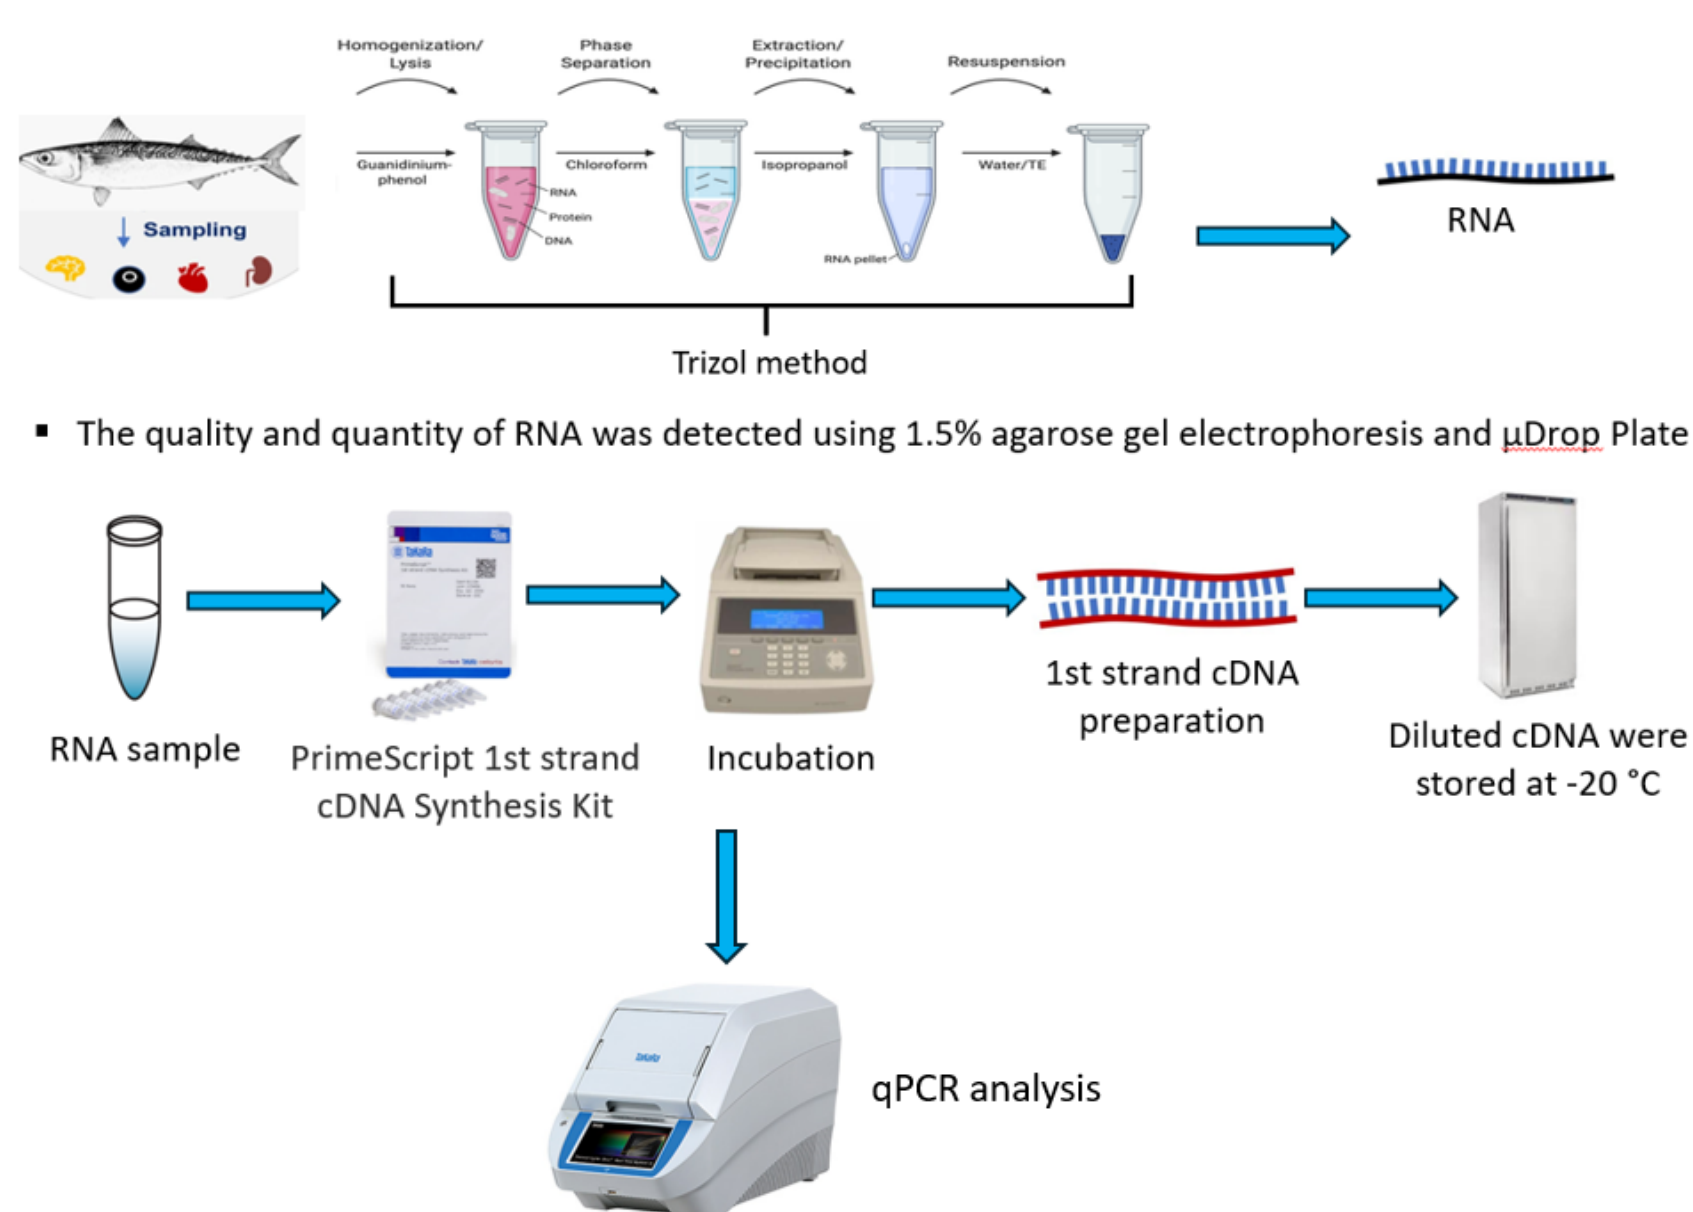 Homogenization/
Lysis
Phase
Separation
Extraction/
Precipitation
Resuspension
Guanidinium-
phenol
Chloroform
Isopropanol
Water/TE
RNA
Protein
DNA
RNA pellet
Sampling
RNA
Trizol method
▪ The quality and quantity of RNA was detected using 1.5% agarose gel electrophoresis and µDrop Plate
TaKaRa
RNA sample
PrimeScript 1st strand
cDNA Synthesis Kit
Incubation
1st strand cDNA
preparation
Diluted cDNA were
stored at -20 °C
TaKaRa
qPCR analysis